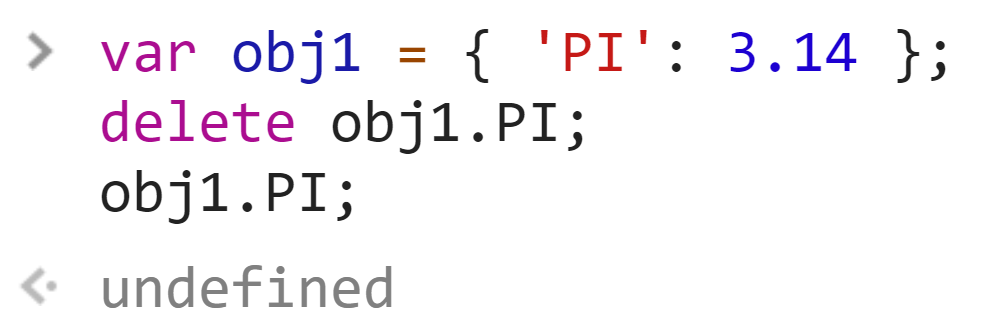 > var obj1 = { 'PI': 3.14 };
delete obj1.PI;
obj1.PI;
undefined